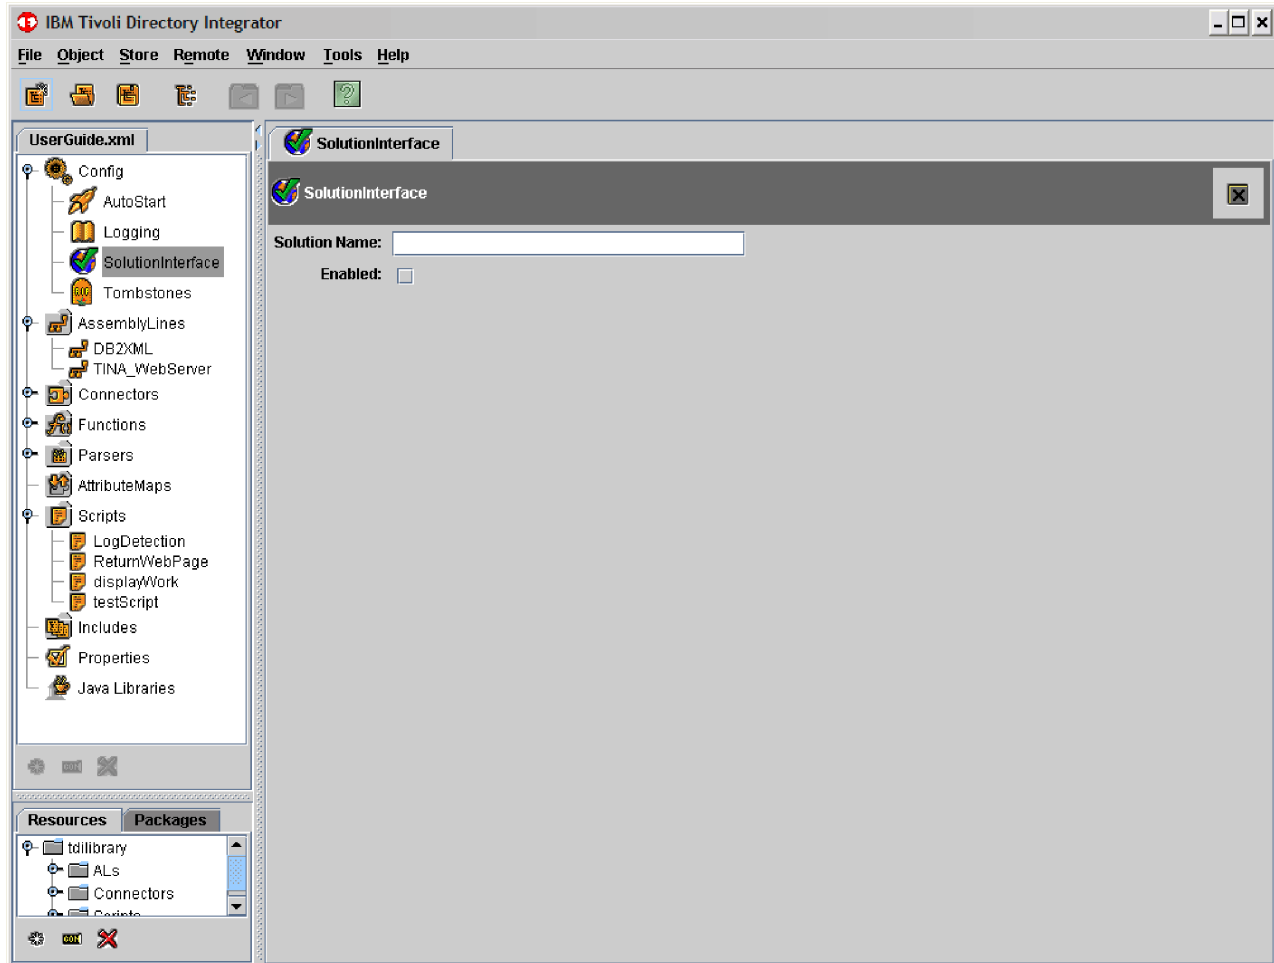 IBM Tivoli Directory Integrator
File Object Store Remote Window Tools Help
UserGuide.xml
Config
AutoStart
Logging
SolutionInterface
Tombstones
AssemblyLines
DB2XML
TINA_WebServer
Connectors
Functions
Parsers
AttributeMaps
Scripts
LogDetection
ReturnWebPage
displayWork
testScript
Includes
Properties
Java Libraries
Resources Packages
tdilibrary
ALs
Connectors
Scripts
SolutionInterface
SolutionInterface
Solution Name:
Enabled: